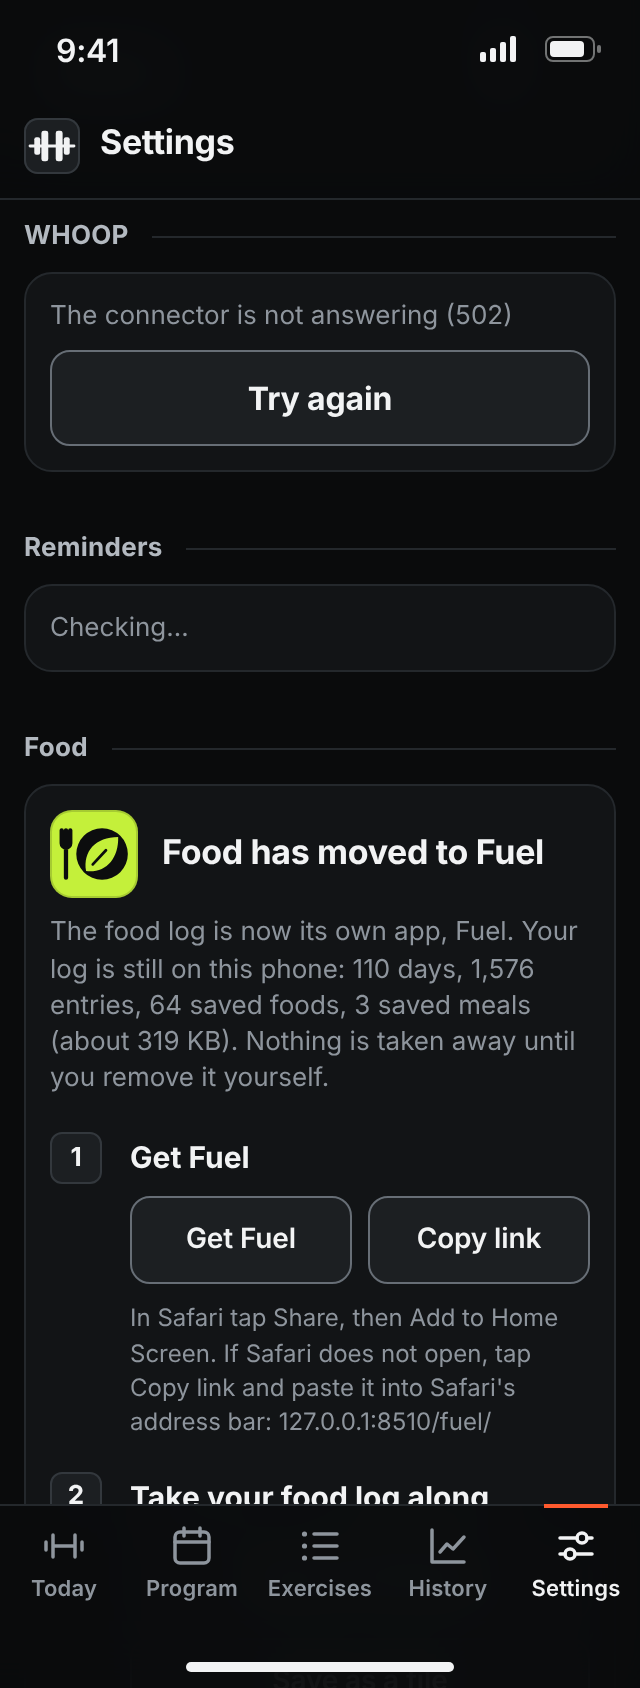 9:41
Settings
WHOOP
The connector is not answering (502)
Try again
Reminders
Checking...
Food
Food has moved to Fuel
The food log is now its own app, Fuel. Your
log is still on this phone: 110 days, 1,576
entries, 64 saved foods, 3 saved meals
(about 319 KB). Nothing is taken away until
you remove it yourself.
1
Get Fuel
Get Fuel
Copy link
In Safari tap Share, then Add to Home
Screen. If Safari does not open, tap
Copy link and paste it into Safari's
address bar: 127.0.0.1:8510/fuel/
2
Take your food log along
Today
Program
Exercises
History
Settings
Save as a file